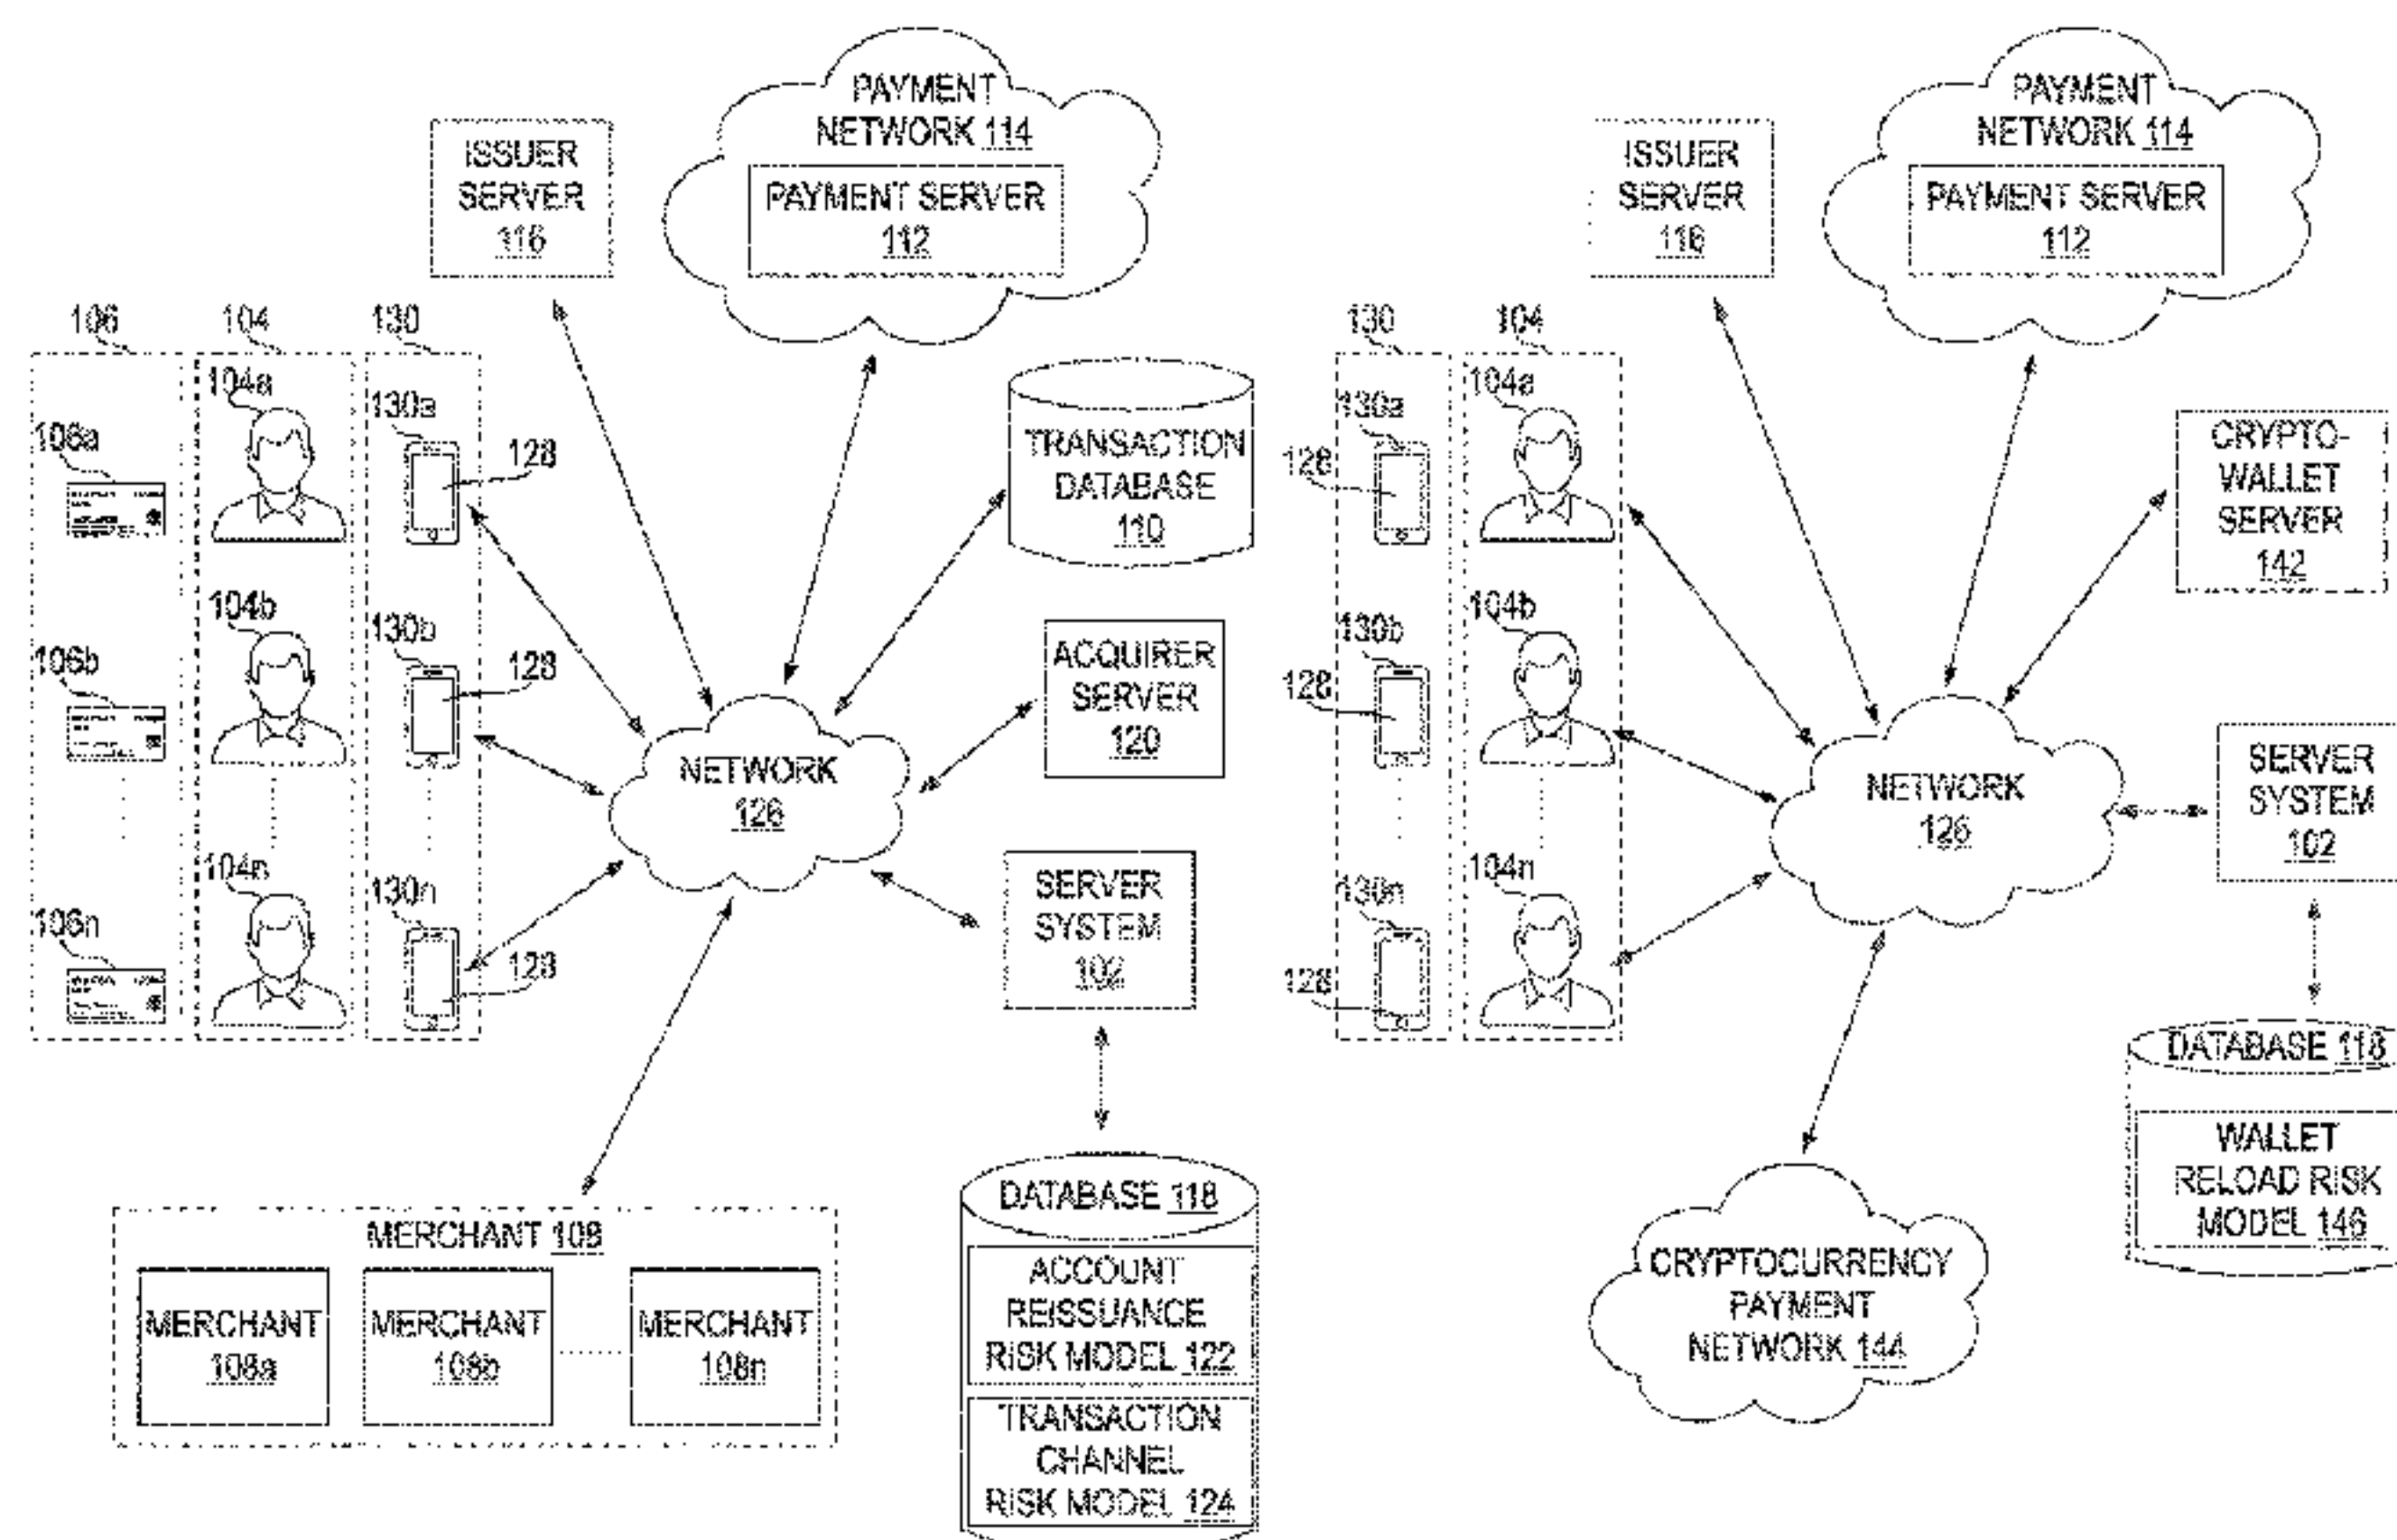 PAYMENT
NETWORK 114
PAYMENT SERVER
112
ISSUER
SERVER
116
106
104
130
104a
130a
106a
128
TRANSACTION
DATABASE
110
104b
130b
106b
128
ACQUIRER
SERVER
120
NETWORK
126
104n
130n
106n
128
SERVER
SYSTEM
102
MERCHANT 108
MERCHANT
108a
MERCHANT
108b
MERCHANT
108n
DATABASE 118
ACCOUNT
REISSUANCE
RISK MODEL 122
TRANSACTION
CHANNEL
RISK MODEL 124
PAYMENT
NETWORK 114
PAYMENT SERVER
112
ISSUER
SERVER
116
130
104
104a
130a
128
CRYPTO-
WALLET
SERVER
142
104b
130b
128
NETWORK
126
SERVER
SYSTEM
102
104n
130n
128
DATABASE 118
WALLET
RELOAD RISK
MODEL 146
CRYPTOCURRENCY
PAYMENT
NETWORK 144